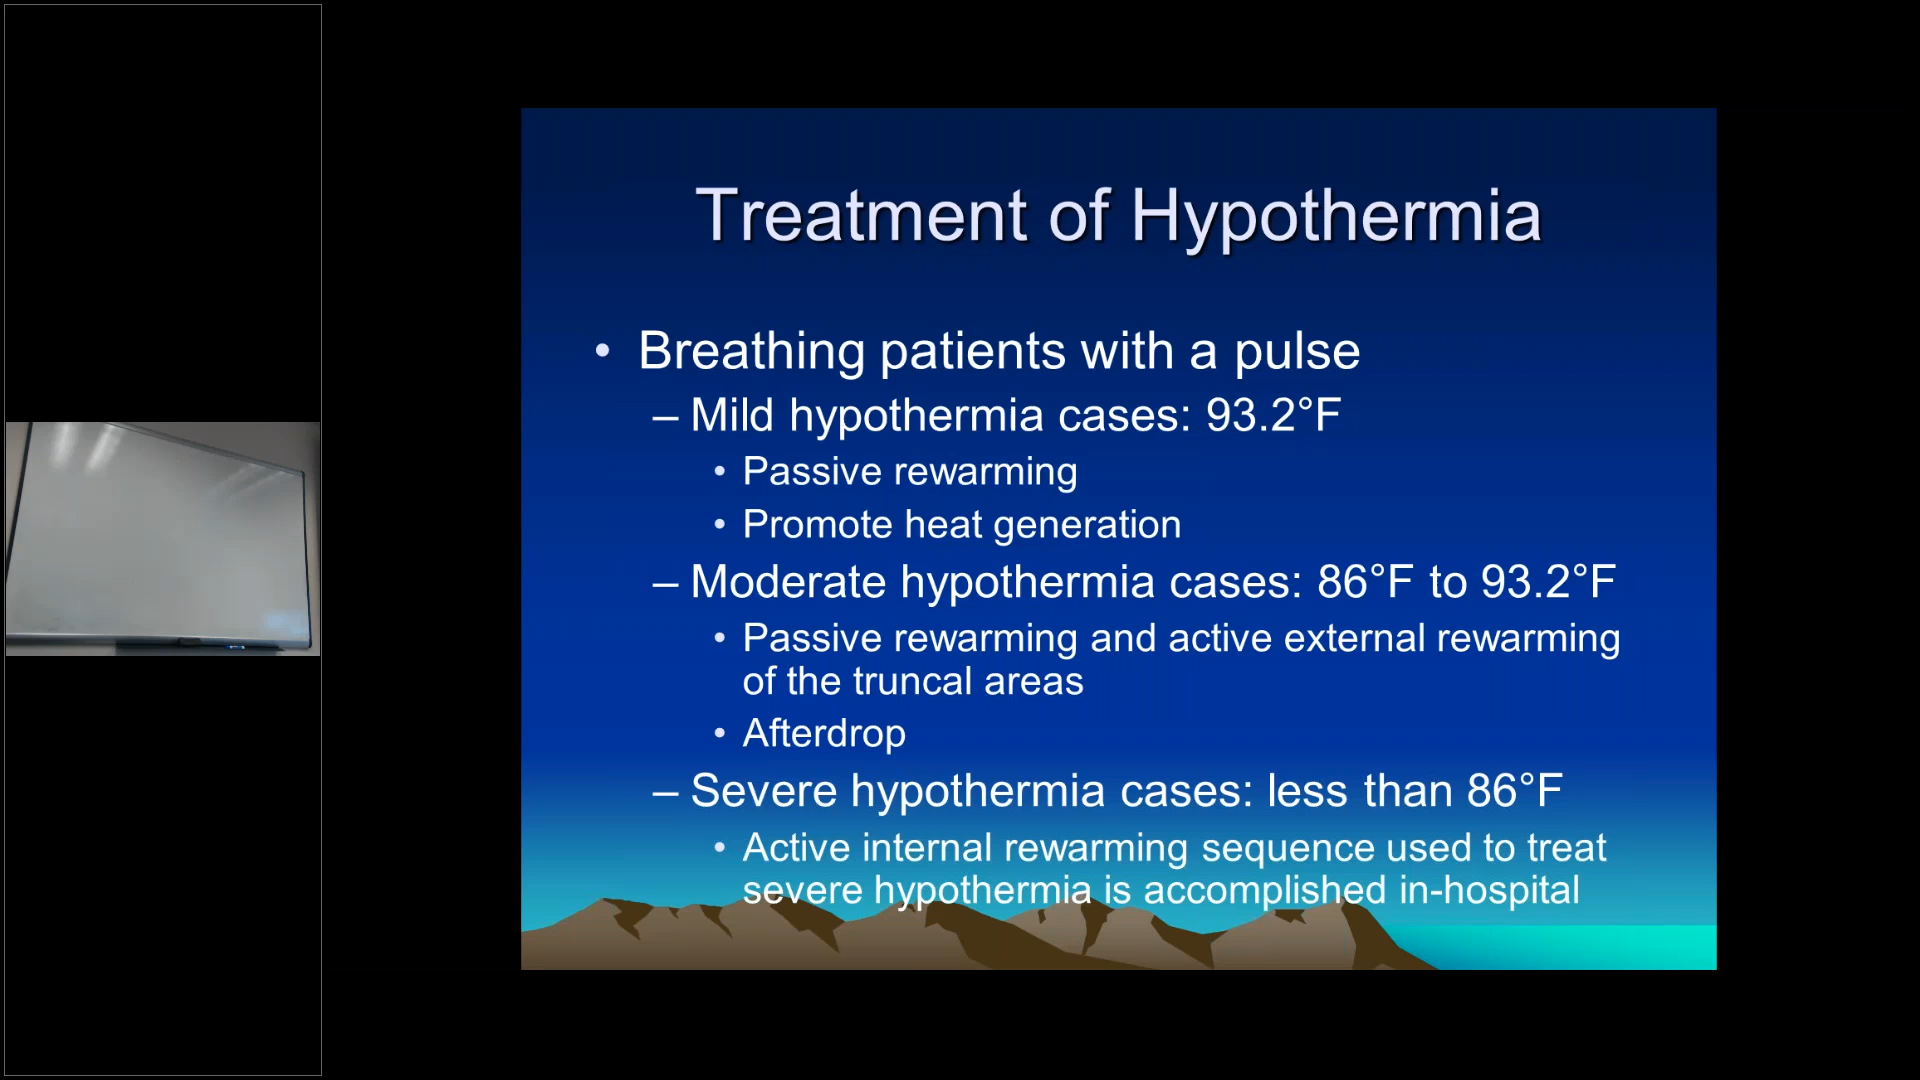 Treatment of Hypothermia
• Breathing patients with a pulse
– Mild hypothermia cases: 93.2°F
• Passive rewarming
• Promote heat generation
– Moderate hypothermia cases: 86°F to 93.2°F
• Passive rewarming and active external rewarming
of the truncal areas
• Afterdrop
– Severe hypothermia cases: less than 86°F
• Active internal rewarming sequence used to treat
severe hypothermia is accomplished in-hospital